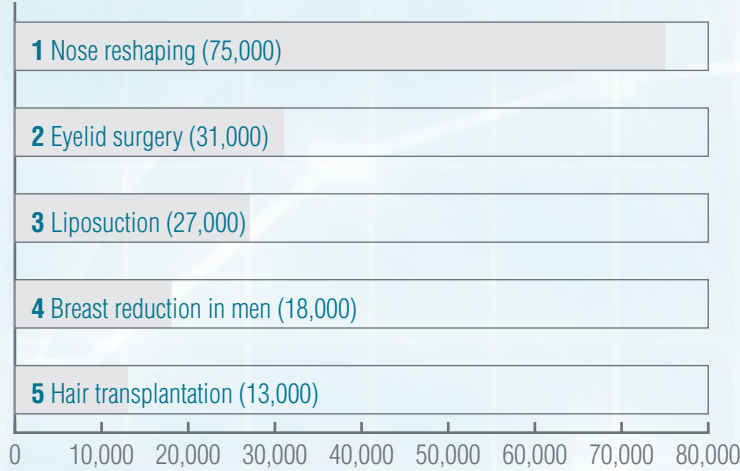 1 Nose reshaping (75,000)
2 Eyelid surgery (31,000)
3 Liposuction (27,000)
4 Breast reduction in men (18,000)
5 Hair transplantation (13,000)
0 10,000 20,000 30,000 40,000 50,000 60,000 70,000 80,000